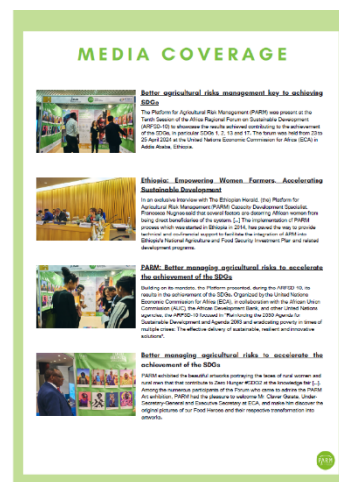 MEDIA COVERAGE
Better agricultural risks management key to achieving
SDGs
The Platform for Agricultural Risk Management (PARM) was present at the
Tenth Session of the Africa Regional Forum on Sustainable Development
(ARFSD-10) to showcase the results achieved contributing to the achievement
of the SDGs, in particular SDGs 1, 2, 13 and 17. The forum was held from 23 to
25 April 2024 at the United Nations Economic Commission for Africa (ECA) in
Addis Ababa, Ethiopia.
Ethiopia: Empowering Women Farmers, Accelerating
Sustainable Development
In an exclusive interview with The Ethiopian Herald, (the) Platform for
Agricultural Risk Management (PARM) Capacity Development Specialist,
Francesca Nugnes said that several factors are deterring African women from
being direct beneficiaries of the system. [...] The implementation of PARM
process which was started in Ethiopia in 2014, has paved the way to provide
technical and financial support to facilitate the integration of ARM into
Ethiopia's National Agriculture and Food Security Investment Plan and related
development programs.
PARM: Better managing agricultural risks to accelerate
the achievement of the SDGs
Building on its mandate, the Platform presented, during the ARFSD 10, its
results in the achievement of the SDGs. Organized by the United Nations
Economic Commission for Africa (ECA), in collaboration with the African Union
Commission (AUC), the African Development Bank, and other United Nations
agencies, the ARFSD-10 focused in "Reinforcing the 2030 Agenda for
Sustainable Development and Agenda 2063 and eradicating poverty in times of
multiple crises: The effective delivery of sustainable, resilient and innovative
solutions".
Better managing agricultural risks to accelerate the
achievement of the SDGs
PARM exhibited the beautiful artworks portraying the faces of rural women and
rural men that that contribute to Zero Hunger #SDG2 at the knowledge fair [...].
Among the numerous participants of the Forum who came to admire the PARM
Art exhibition, PARM had the pleasure to welcome Mr Claver Gatete, Under-
Secretary-General and Executive Secretary at ECA, and make him discover the
original pictures of our Food Heroes and their respective transformation into
artworks.
PARM